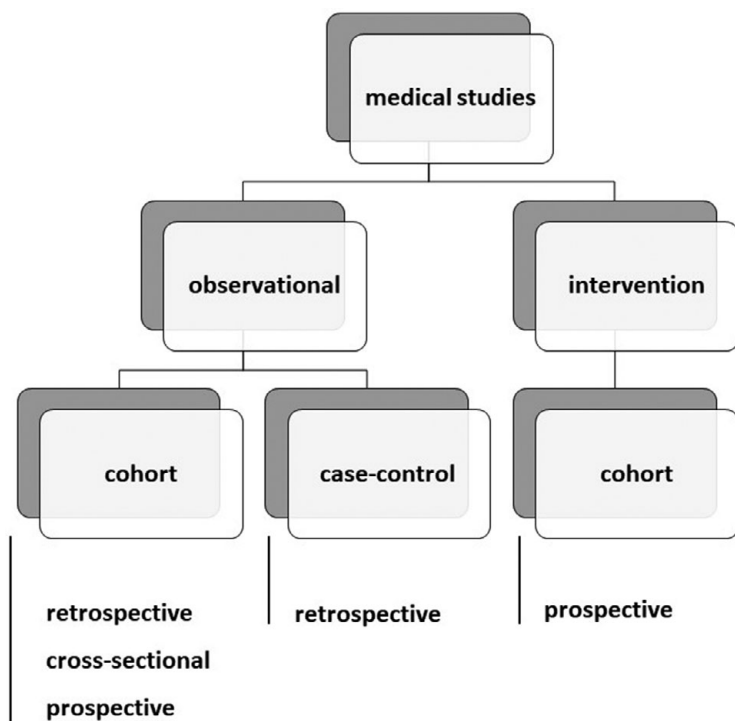 medical studies
observational
intervention
cohort
case-control
cohort
retrospective
cross-sectional
prospective
retrospective
prospective